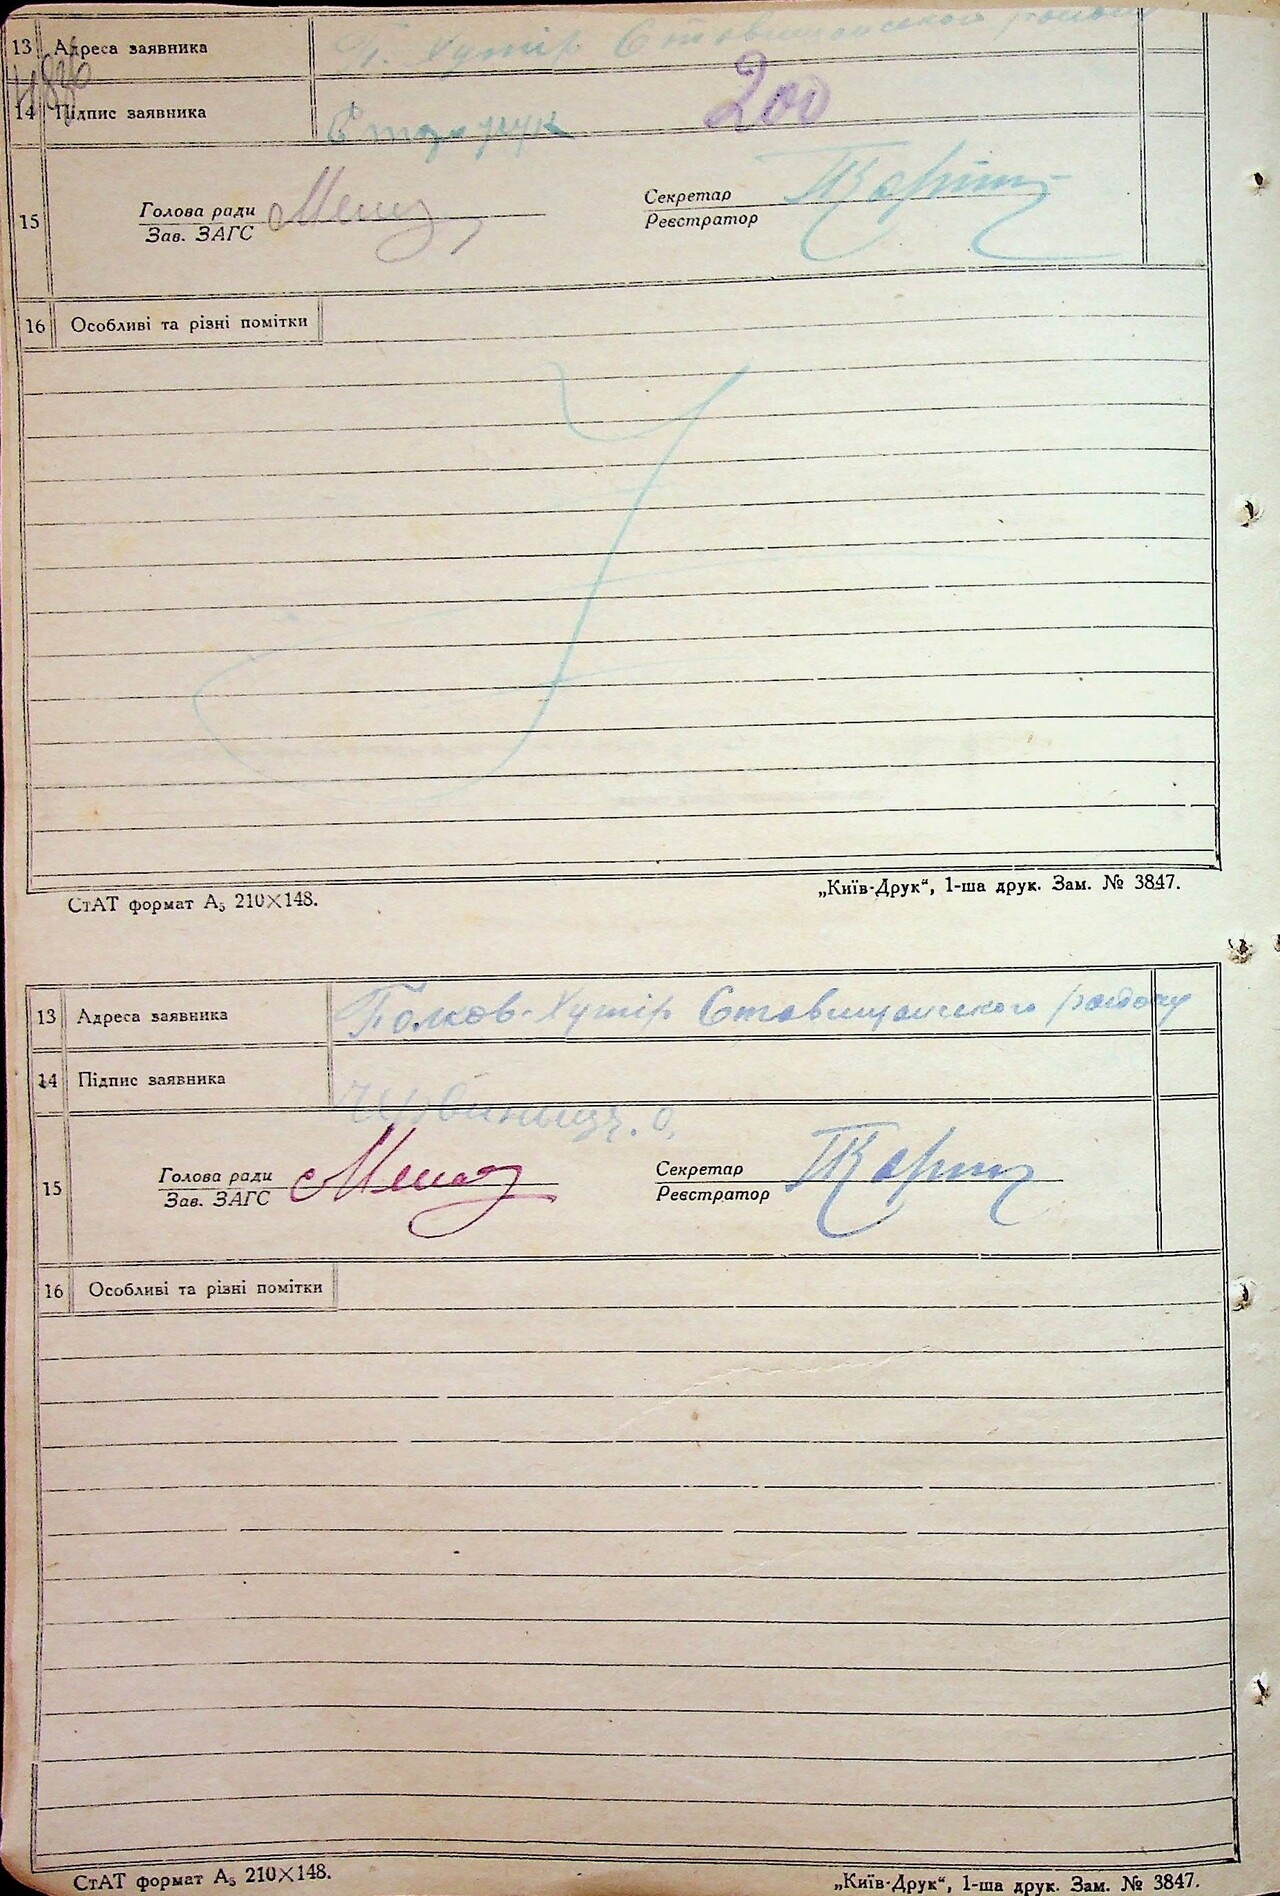 13 Адреса заявника П. Хутір Ставищанського району
14 Підпис заявника 200
15 Голова ради Секретар
Зав. ЗАГС Реєстратор
16 Особливі та різні помітки
СтАТ формат А₅ 210×148. „Київ-Друк“, 1-ша друк. Зам. № 3847.
13 Адреса заявника Хутір Ставищанського району
14 Підпис заявника
15 Голова ради Секретар
Зав. ЗАГС Реєстратор
16 Особливі та різні помітки
СтАТ формат А₅ 210×148. „Київ-Друк“, 1-ша друк. Зам. № 3847.